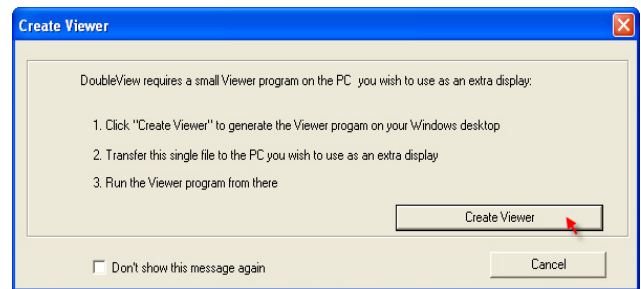 Create Viewer
DoubleView requires a small Viewer program on the PC you wish to use as an extra display:
1. Click "Create Viewer" to generate the Viewer progam on your Windows desktop
2. Transfer this single file to the PC you wish to use as an extra display
3. Run the Viewer program from there
Create Viewer
Don't show this message again
Cancel